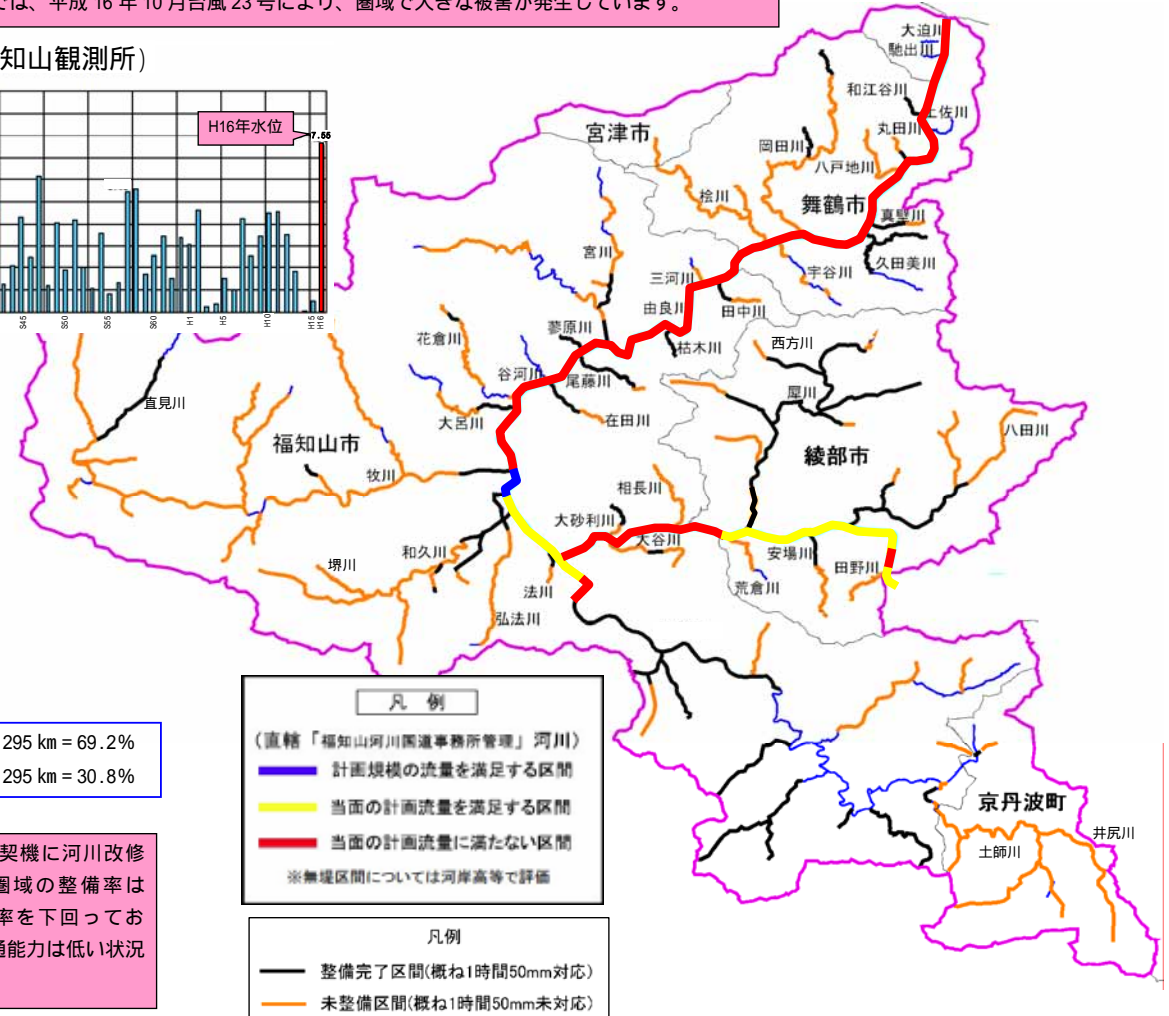 では、平成 16 年 10 月台風 23 号により、圏域で大きな被害が発生しています。
知山観測所)
H16年水位
7.55
S45
S50
S55
S60
H1
H5
H10
H15
H16
大迫川
馳出川
和江谷川
土佐川
丸田川
宮津市
岡田川
八戸地川
桧川
舞鶴市
真壁川
久田美川
宮川
宇谷川
三河川
由良川
田中川
花倉川
蓼原川
枯木川
西方川
谷河川
尾藤川
犀川
直見川
大呂川
在田川
八田川
福知山市
綾部市
牧川
相長川
大砂利川
大谷川
和久川
安場川
堺川
田野川
法川
荒倉川
弘法川
京丹波町
井尻川
土師川
295 km = 69.2%
295 km = 30.8%
契機に河川改修
圏域の整備率は
率を下回ってお
通能力は低い状況
凡 例
(直轄「福知山河川国道事務所管理」河川)
計画規模の流量を満足する区間
当面の計画流量を満足する区間
当面の計画流量に満たない区間
※無堤区間については河岸高等で評価
凡例
整備完了区間(概ね1時間50mm対応)
未整備区間(概ね1時間50mm未対応)